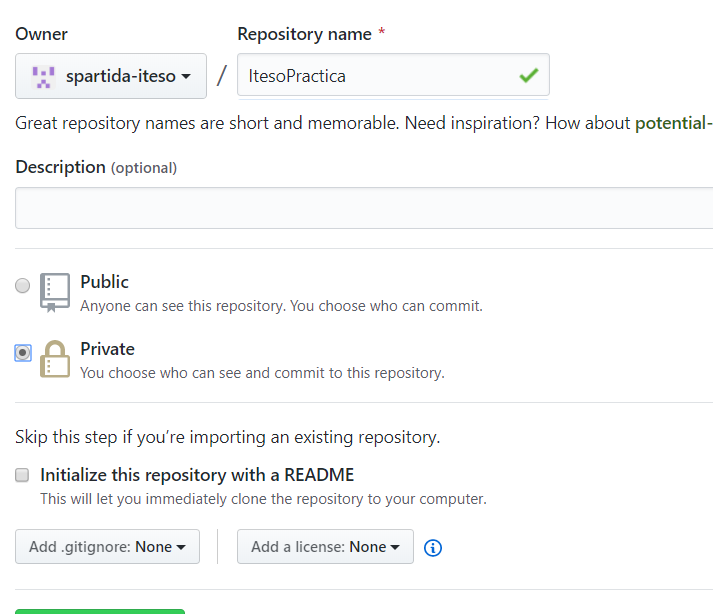 Owner
Repository name *
spartida-iteso / ItesoPractica
Great repository names are short and memorable. Need inspiration? How about potential-
Description (optional)
Public
Anyone can see this repository. You choose who can commit.
Private
You choose who can see and commit to this repository.
Skip this step if you’re importing an existing repository.
Initialize this repository with a README
This will let you immediately clone the repository to your computer.
Add .gitignore: None
Add a license: None